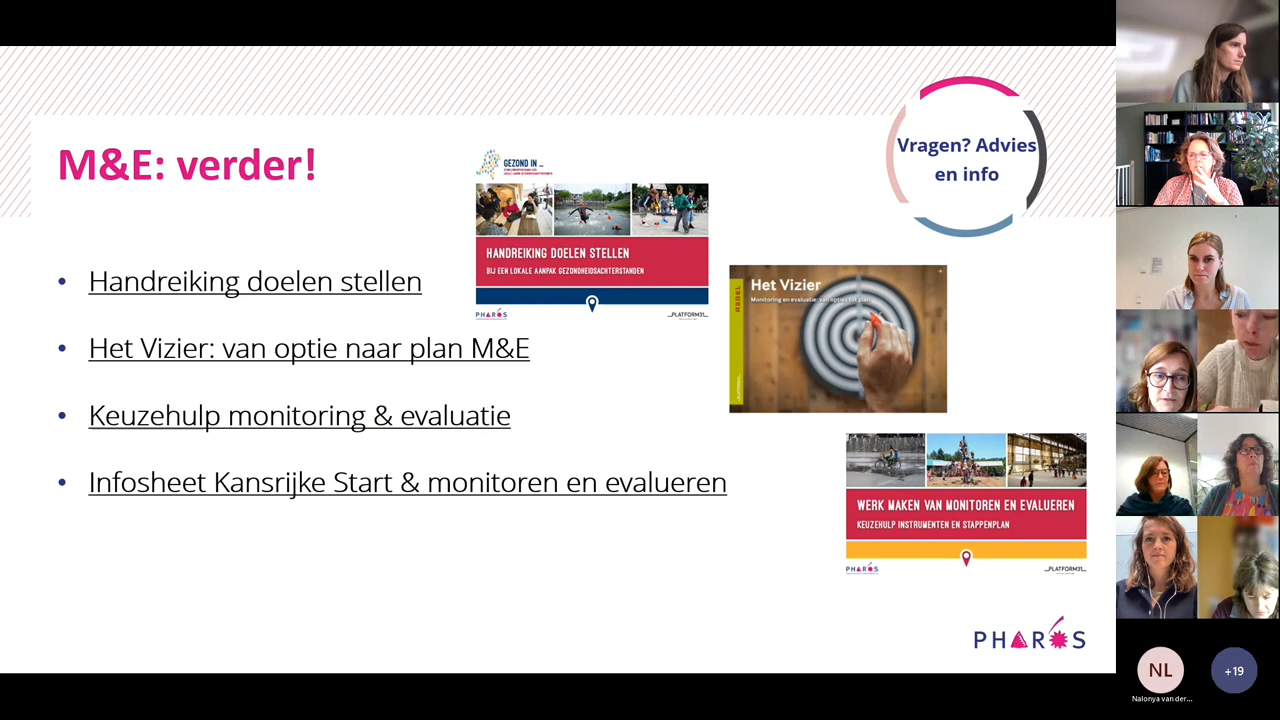 Vragen? Advies
en info
M&E: verder!
Handreiking doelen stellen
Het Vizier: van optie naar plan M&E
Keuzehulp monitoring & evaluatie
Infosheet Kansrijke Start & monitoren en evalueren
GEZOND IN ...
HANDREIKING DOELEN STELLEN
BIJ EEN LOKALE AANPAK GEZONDHEIDSACHTERSTANDEN
PHAROS
PLATFORM31
Het Vizier
Monitoring en evaluatie: van opties tot plan
WERK MAKEN VAN MONITOREN EN EVALUEREN
KEUZEHULP INSTRUMENTEN EN STAPPENPLAN
PHAROS
PLATFORM31
PHAROS
NL
Nalonya van der...
+19